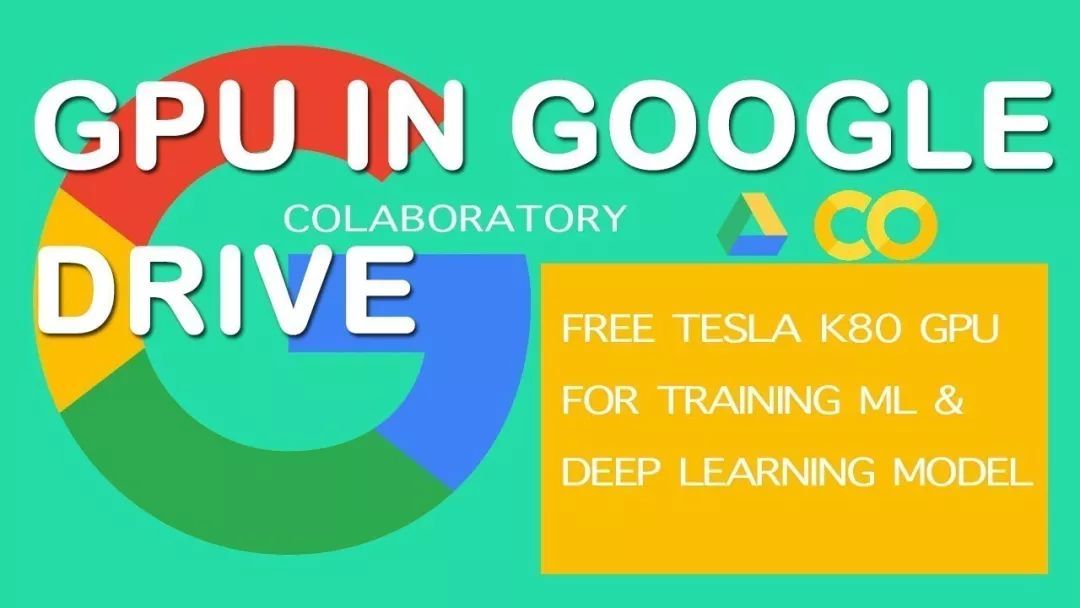 GPU IN GOOGLE
DRIVE
COLABORATORY
CO
FREE TESLA K80 GPU
FOR TRAINING ML &
DEEP LEARNING MODEL